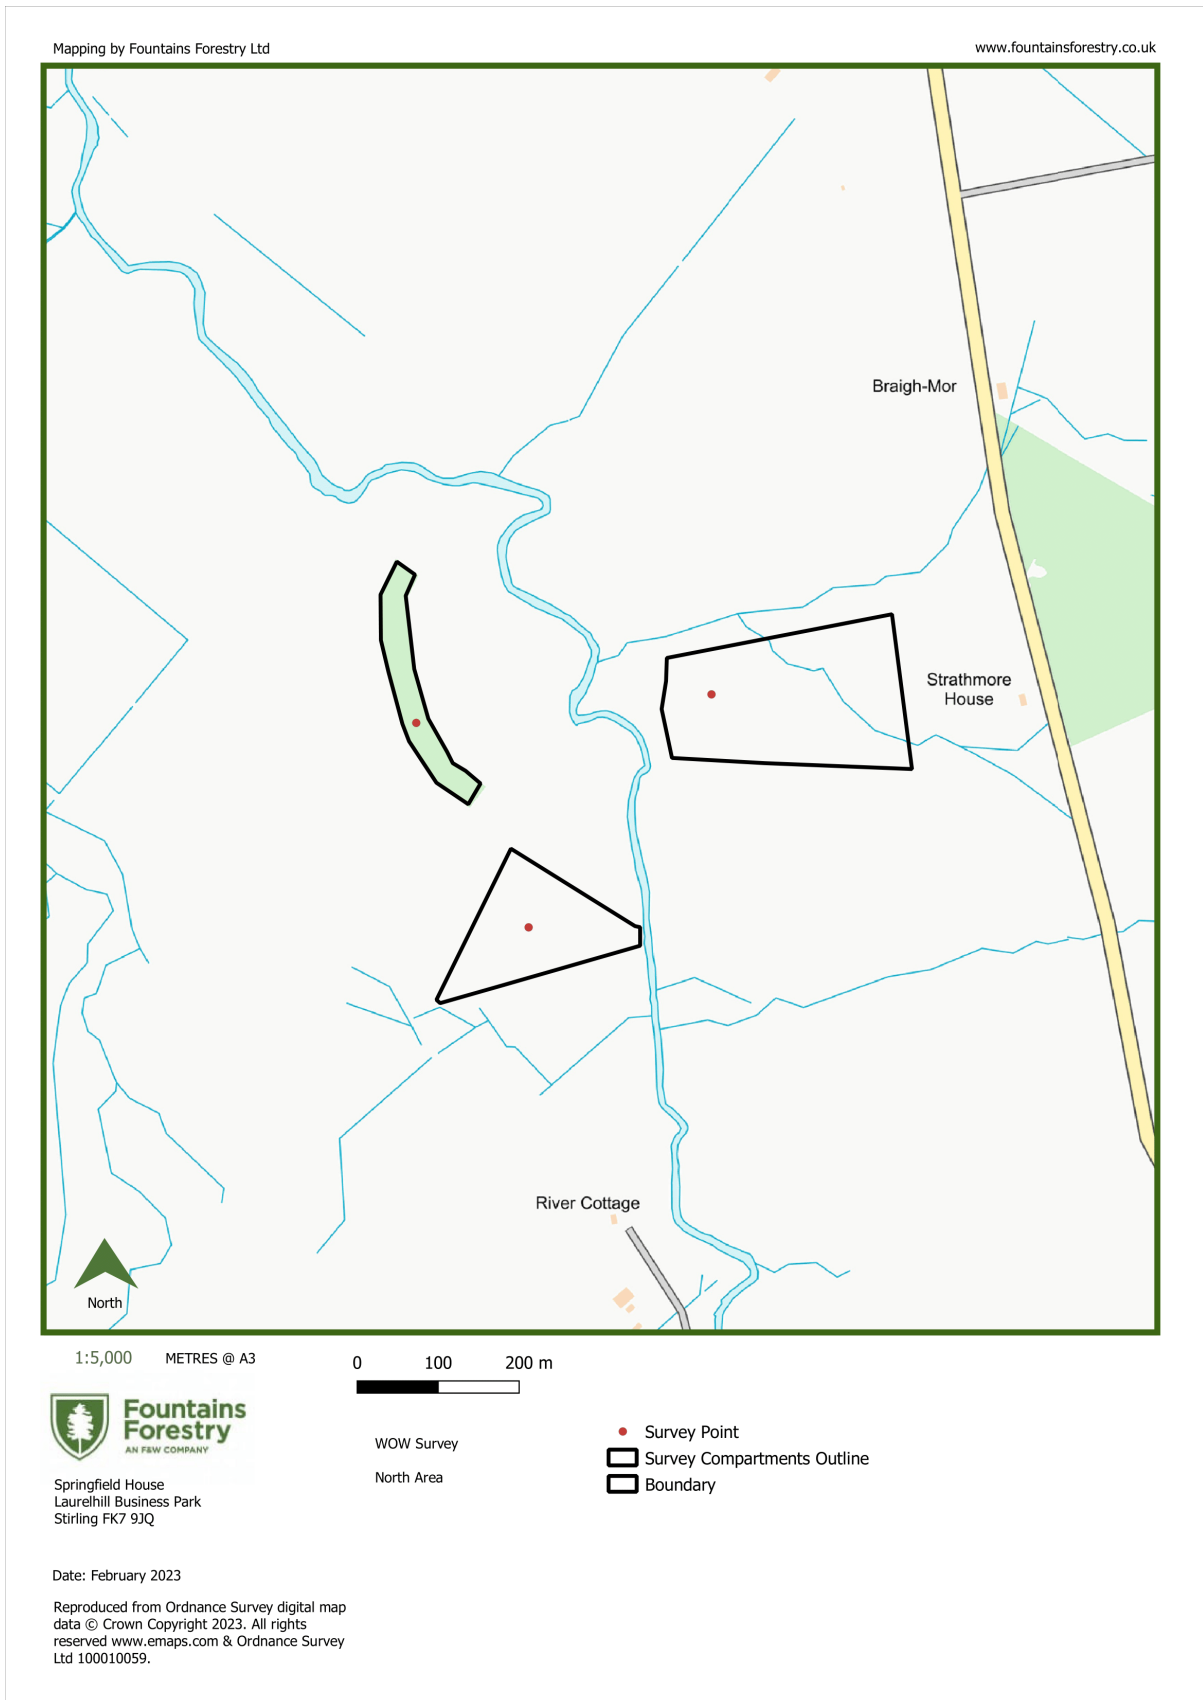 Mapping by Fountains Forestry Ltd
www.fountainsforestry.co.uk
Braigh-Mor
Strathmore
House
River Cottage
North
1:5,000
METRES @ A3
0 100 200 m
Fountains
Forestry
AN F&W COMPANY
WOW Survey
North Area
Survey Point
Survey Compartments Outline
Boundary
Springfield House
Laurelhill Business Park
Stirling FK7 9JQ
Date: February 2023
Reproduced from Ordnance Survey digital map
data © Crown Copyright 2023. All rights
reserved www.emaps.com & Ordnance Survey
Ltd 100010059.